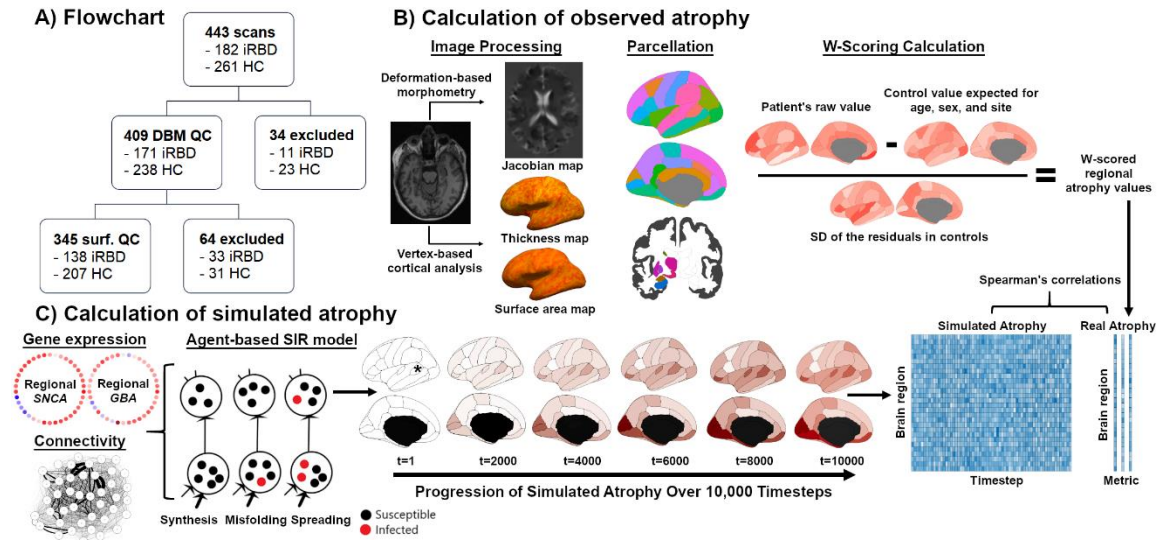 A) Flowchart
443 scans
- 182 iRBD
- 261 HC
409 DBM QC
- 171 iRBD
- 238 HC
34 excluded
- 11 iRBD
- 23 HC
345 surf. QC
- 138 iRBD
- 207 HC
64 excluded
- 33 iRBD
- 31 HC
B) Calculation of observed atrophy
Image Processing
Deformation-based
morphometry
Jacobian map
Thickness map
Vertex-based
cortical analysis
Surface area map
Parcellation
W-Scoring Calculation
Patient's raw value
Control value expected for
age, sex, and site
-
=
SD of the residuals in controls
W-scored
regional
atrophy values
Spearman's correlations
C) Calculation of simulated atrophy
Gene expression
Regional
SNCA
Regional
GBA
Connectivity
Agent-based SIR model
Synthesis
Misfolding
Spreading
Susceptible
Infected
*
t=1
t=2000
t=4000
t=6000
t=8000
t=10000
Progression of Simulated Atrophy Over 10,000 Timesteps
Simulated Atrophy
Brain region
Timestep
Real Atrophy
Brain region
Metric